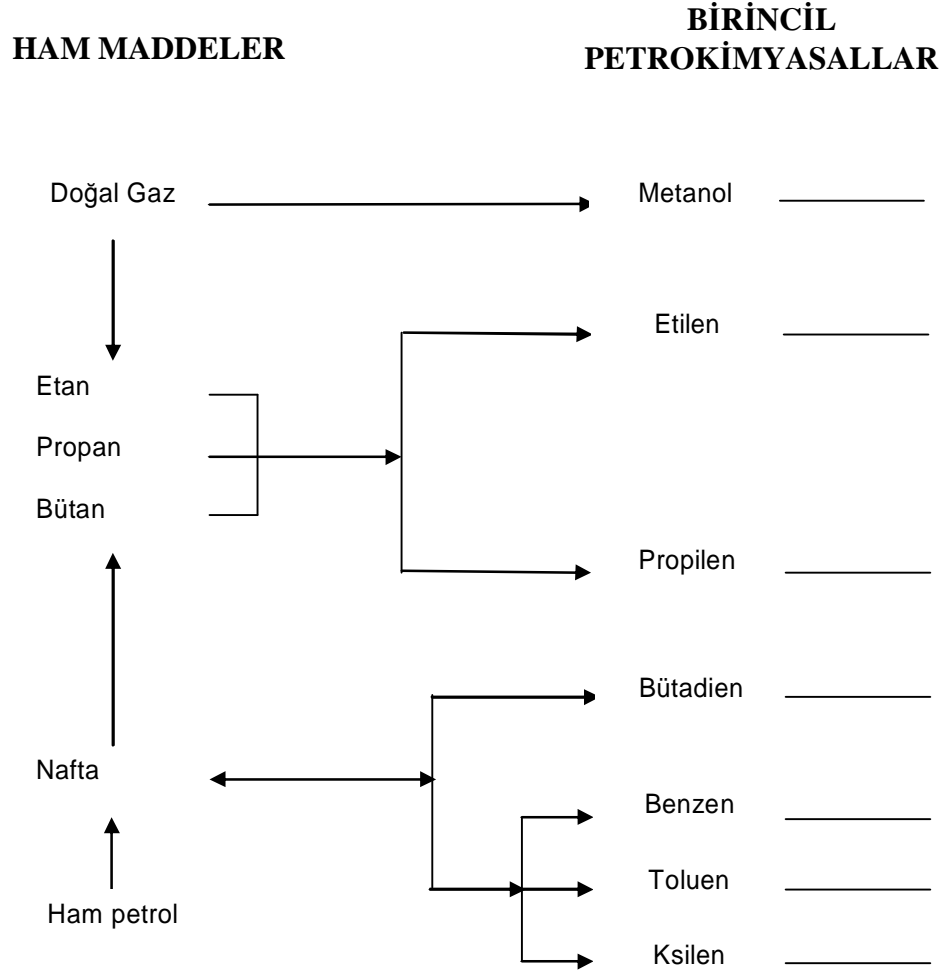 HAM MADDELER
BİRİNCİL
PETROKİMYASALLAR
Doğal Gaz
Metanol
Etilen
Etan
Propan
Bütan
Propilen
Bütadien
Nafta
Benzen
Toluen
Ham petrol
Ksilen